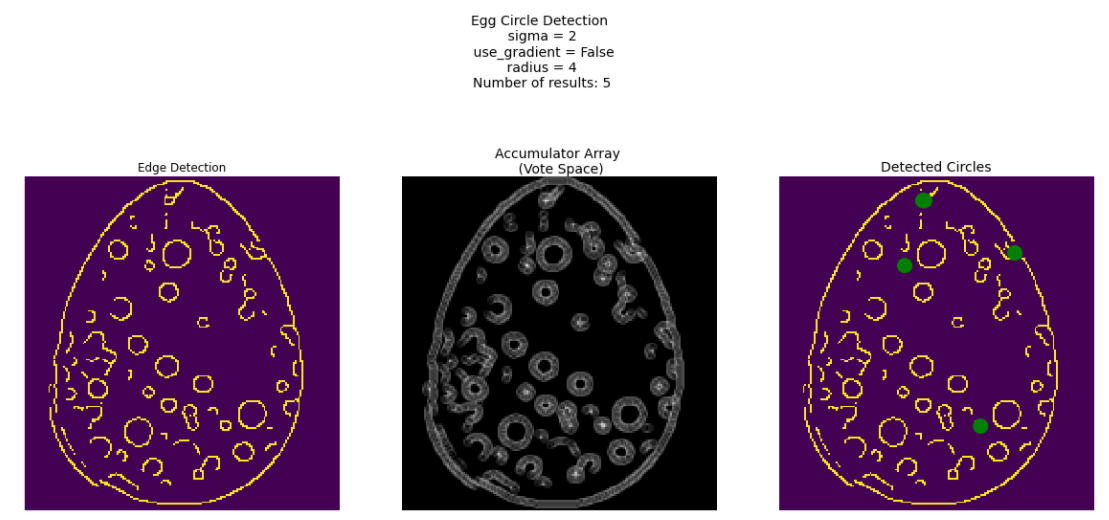 Egg Circle Detection
sigma = 2
use_gradient = False
radius = 4
Number of results: 5
Edge Detection
Accumulator Array
(Vote Space)
Detected Circles